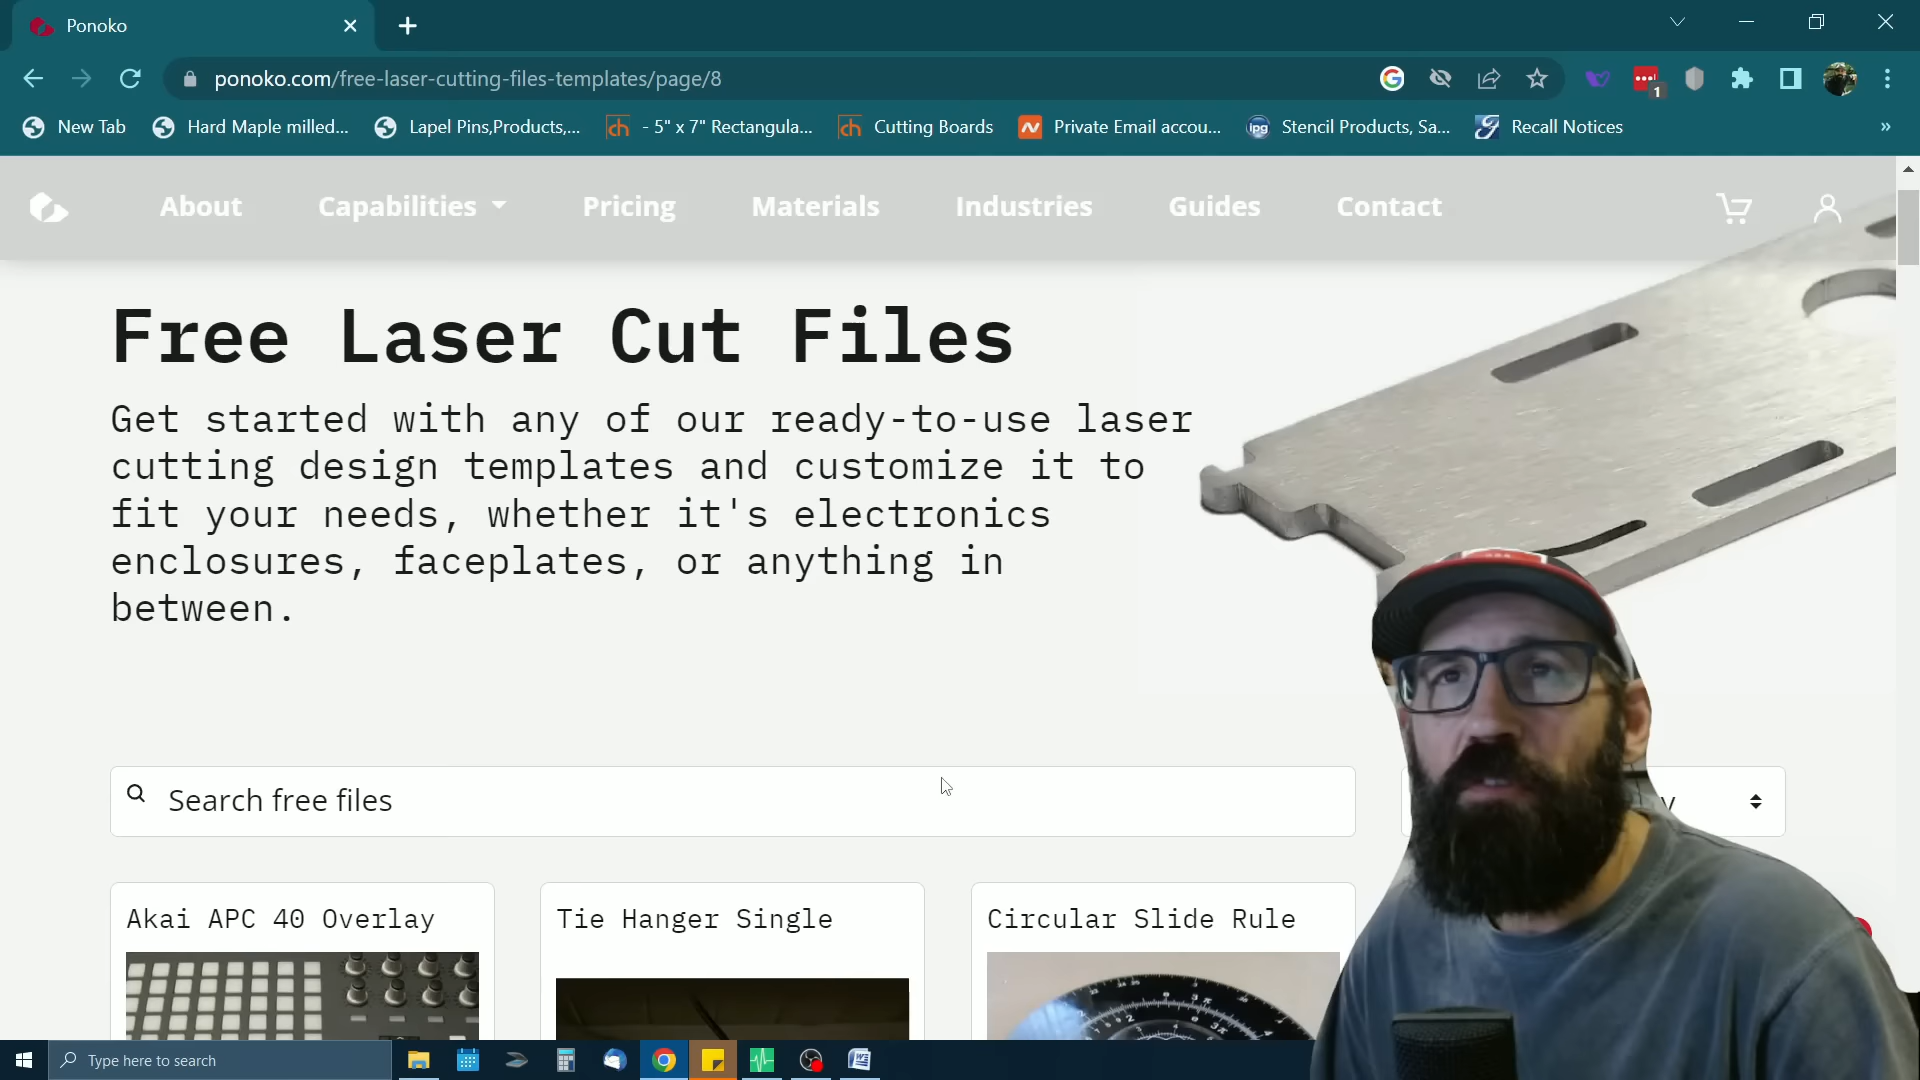 Ponoko
ponoko.com/free-laser-cutting-files-templates/page/8
1
New Tab
Hard Maple milled...
Lapel Pins,Products,...
- 5" x 7" Rectangula...
Cutting Boards
Private Email accou...
Stencil Products, Sa...
Recall Notices
»
About Capabilities Pricing Materials Industries Guides Contact
Free Laser Cut Files
Get started with any of our ready-to-use laser
cutting design templates and customize it to
fit your needs, whether it's electronics
enclosures, faceplates, or anything in
between.
Search free files
Akai APC 40 Overlay
Tie Hanger Single
Circular Slide Rule
Type here to search